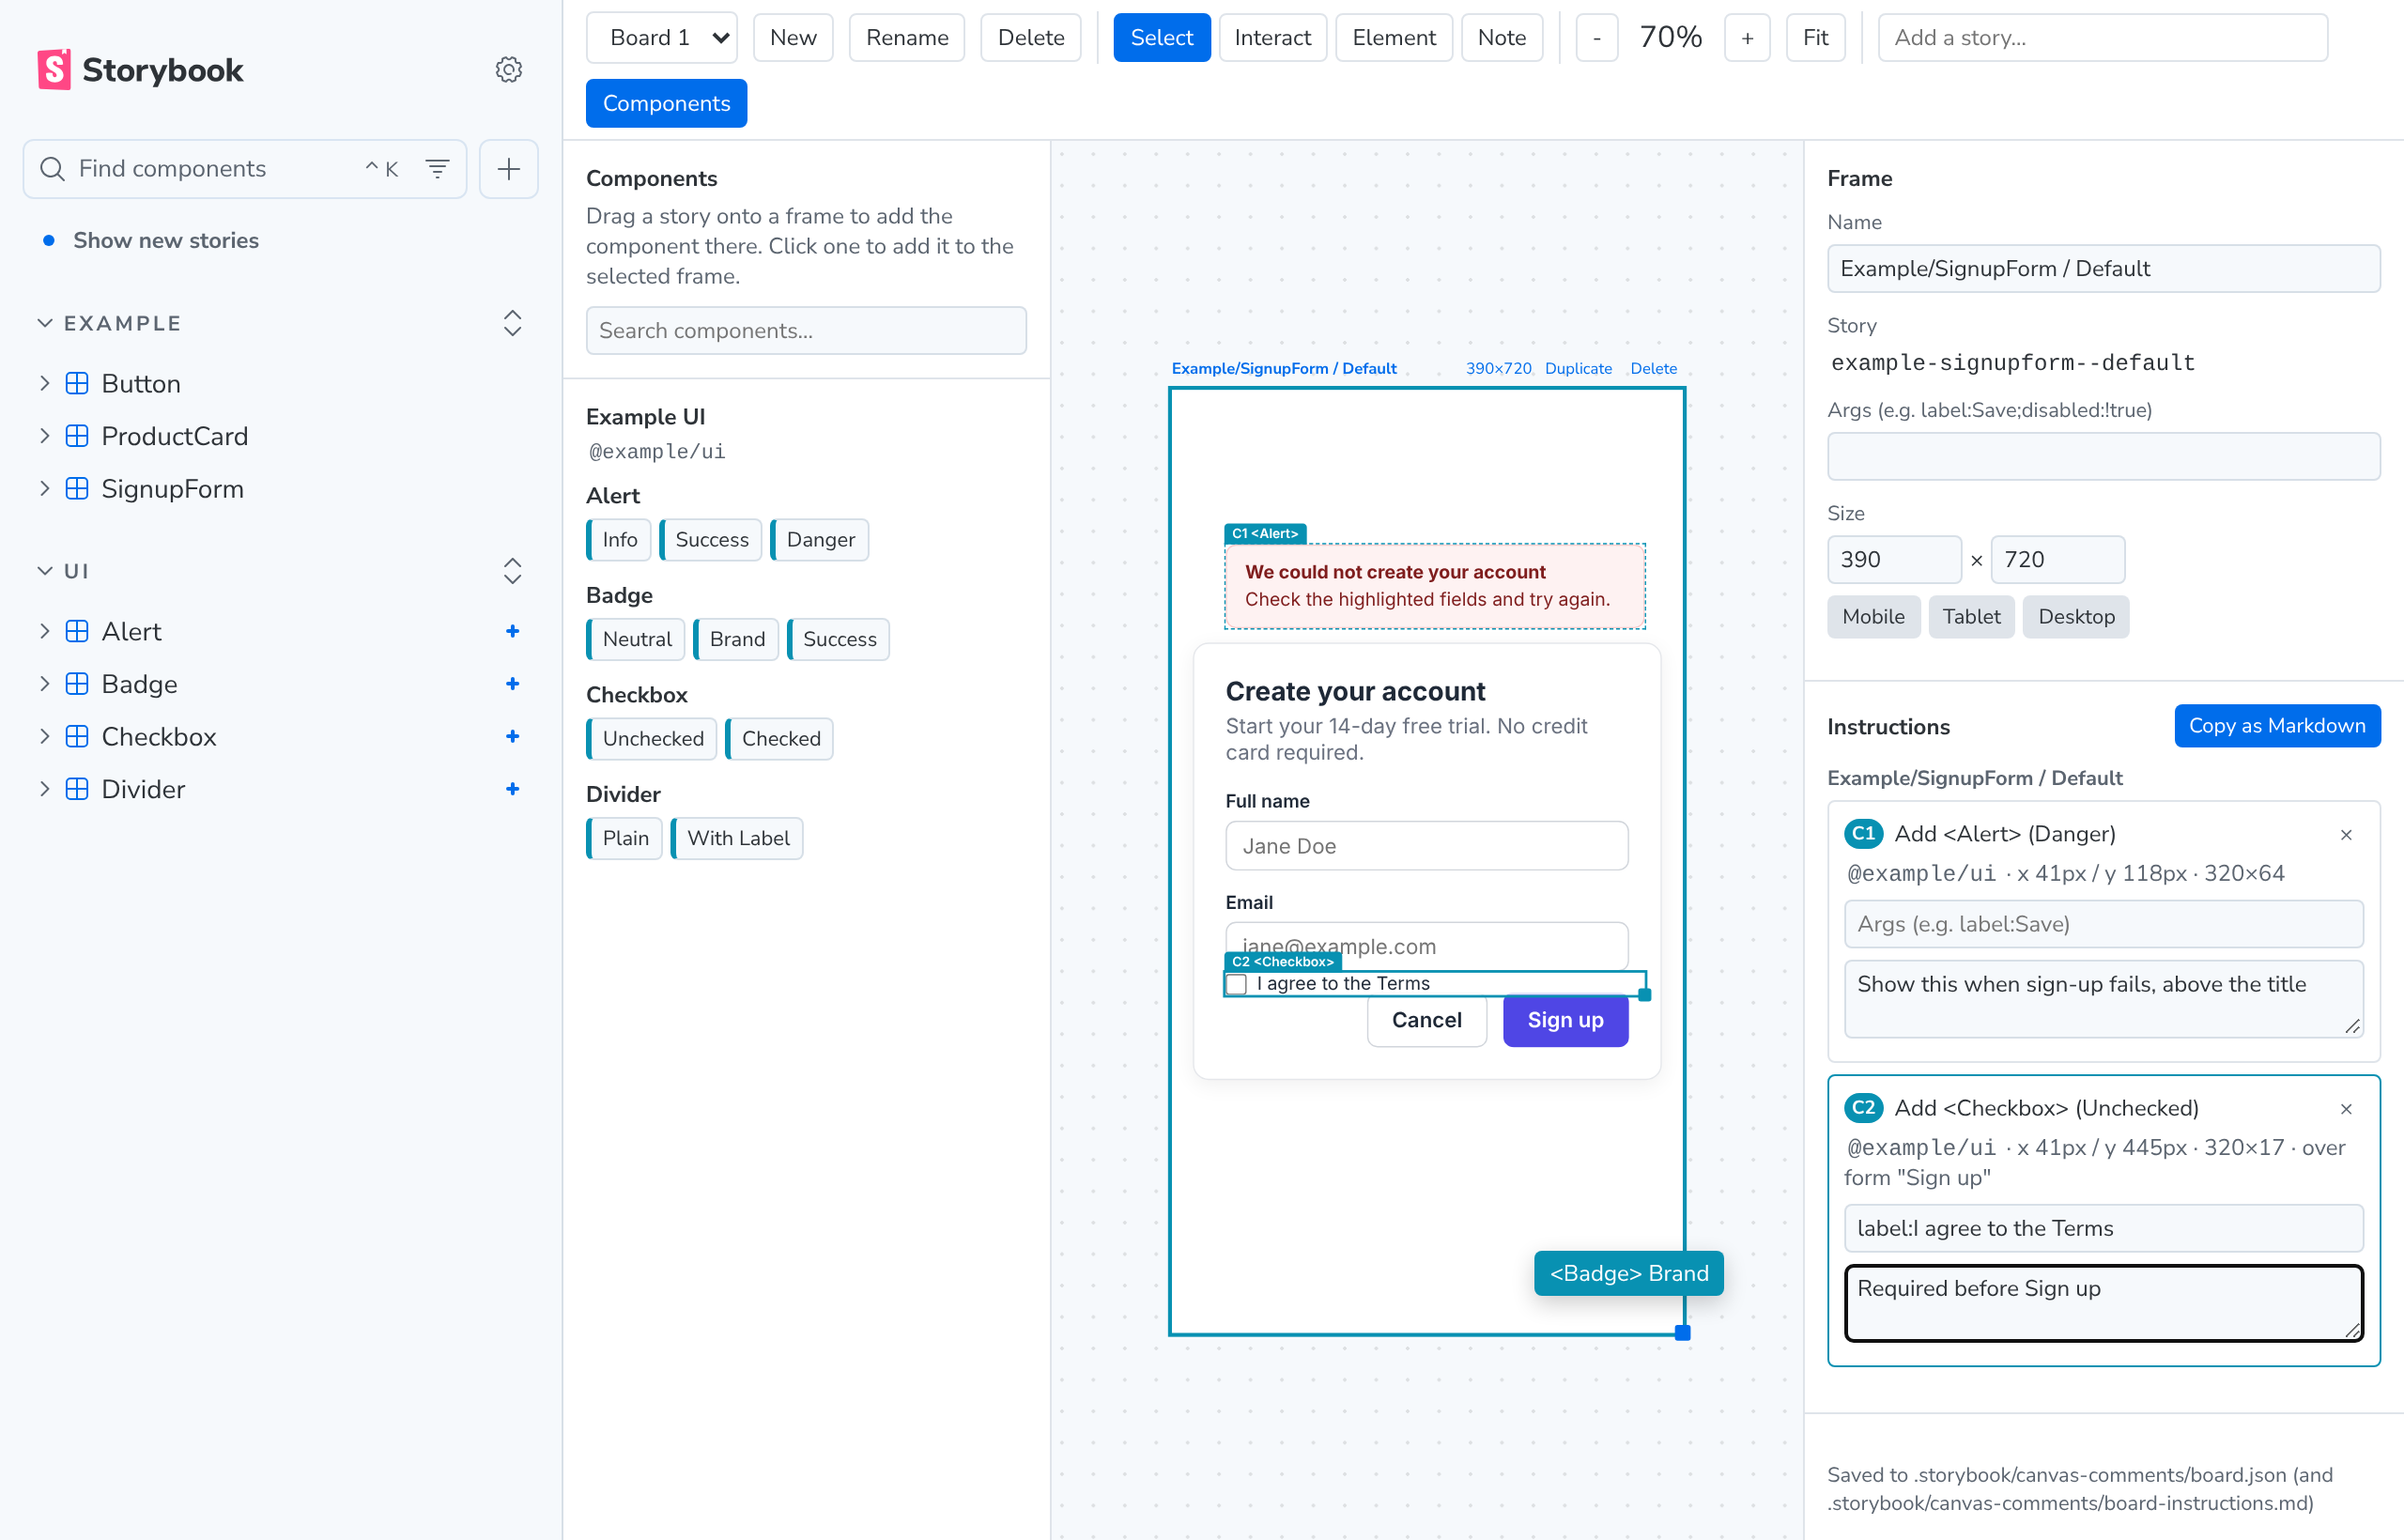 Storybook
Find components ^ K
Show new stories
EXAMPLE
Button
ProductCard
SignupForm
UI
Alert
Badge
Checkbox
Divider
Board 1 New Rename Delete Select Interact Element Note - 70% + Fit Add a story...
Components
Components
Drag a story onto a frame to add the
component there. Click one to add it to the
selected frame.
Search components...
Example UI
@example/ui
Alert
Info Success Danger
Badge
Neutral Brand Success
Checkbox
Unchecked Checked
Divider
Plain With Label
Example/SignupForm / Default 390×720 Duplicate Delete
C1 <Alert>
We could not create your account
Check the highlighted fields and try again.
Create your account
Start your 14-day free trial. No credit
card required.
Full name
Jane Doe
Email
jane@example.com
C2 <Checkbox>
I agree to the Terms
Cancel Sign up
<Badge> Brand
Frame
Name
Example/SignupForm / Default
Story
example-signupform--default
Args (e.g. label:Save;disabled:!true)
Size
390 × 720
Mobile Tablet Desktop
Instructions Copy as Markdown
Example/SignupForm / Default
C1 Add <Alert> (Danger) ×
@example/ui · x 41px / y 118px · 320×64
Args (e.g. label:Save)
Show this when sign-up fails, above the title
C2 Add <Checkbox> (Unchecked) ×
@example/ui · x 41px / y 445px · 320×17 · over
form "Sign up"
label:I agree to the Terms
Required before Sign up
Saved to .storybook/canvas-comments/board.json (and
.storybook/canvas-comments/board-instructions.md)